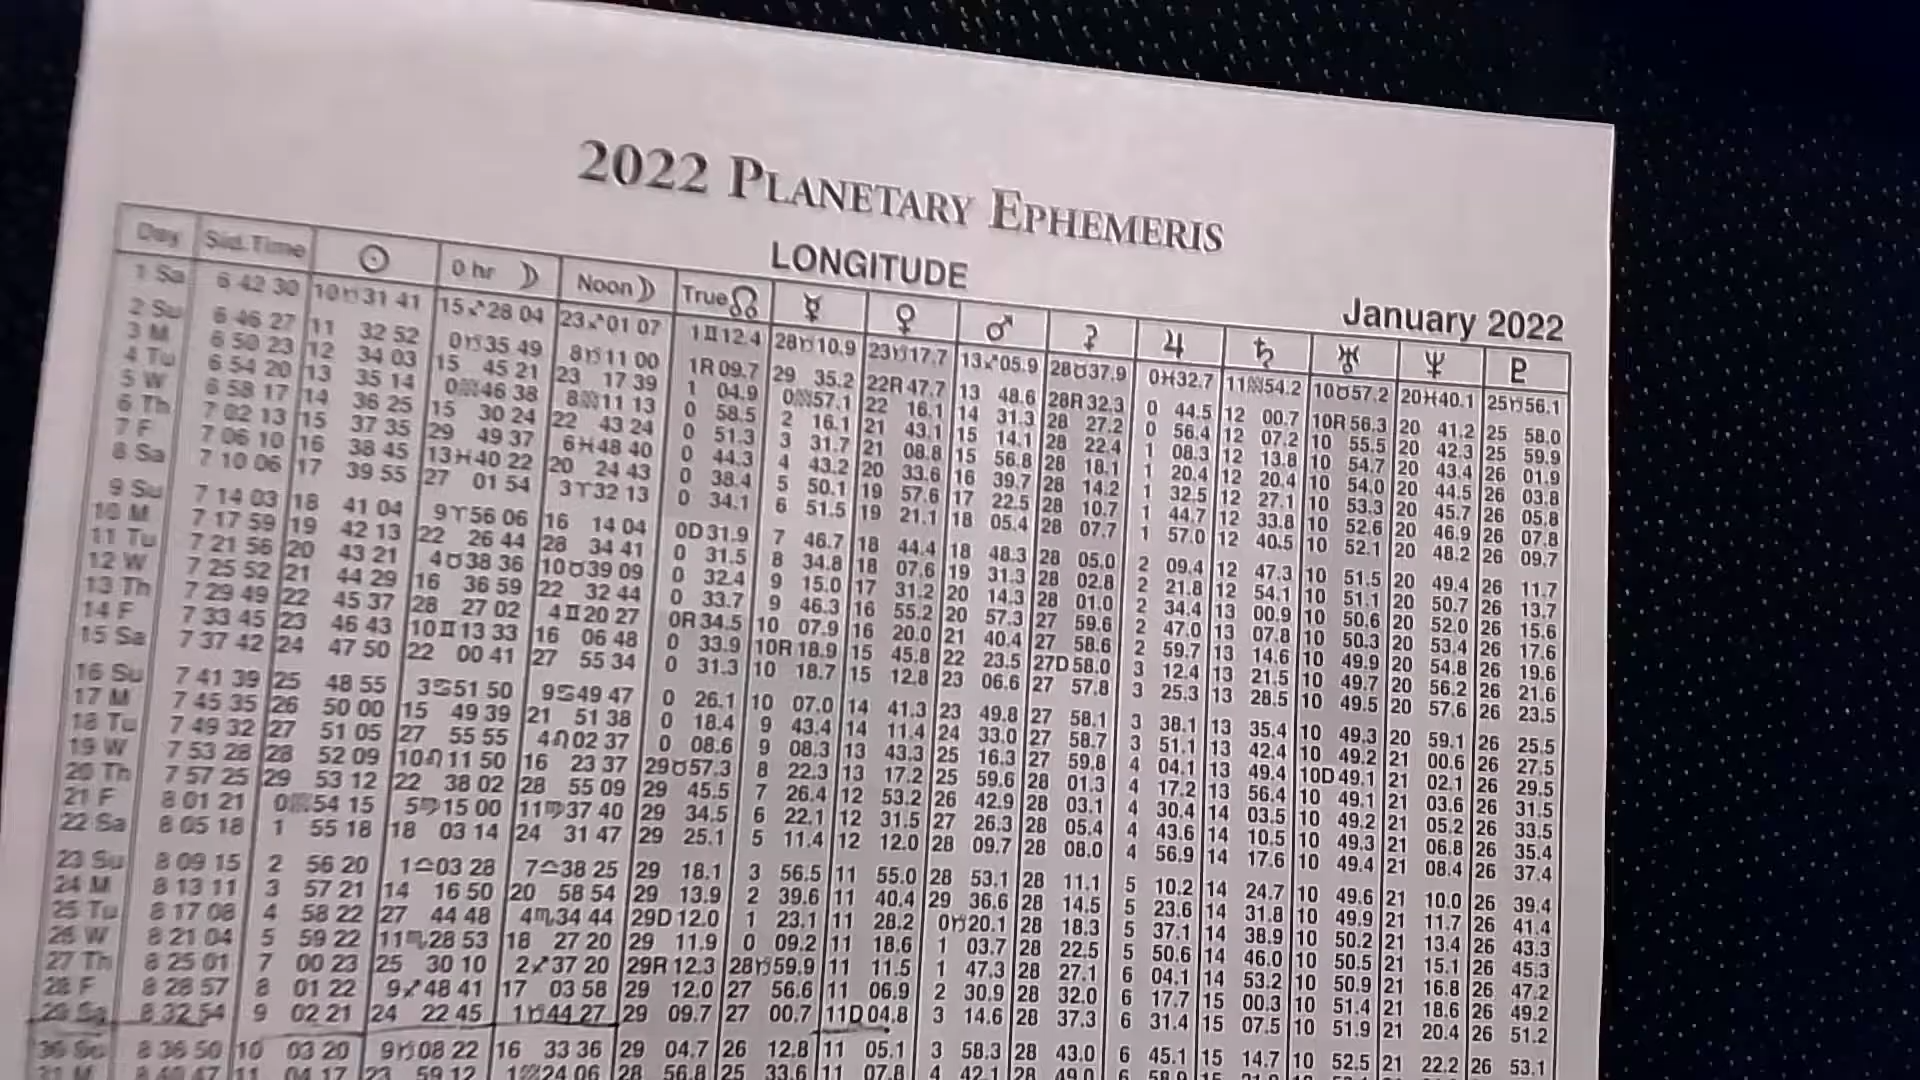 2022 PLANETARY EPHEMERIS
LONGITUDE
January 2022
Day Sid.Time ☉ 0 hr ☽ Noon ☽ True ☊ ☿ ♀ ♂ ⚳ ♃ ♄ ♅ ♆ ♇
1 Sa 6 42 30 10♑31 41 15♐28 04 23♐01 07 1♊12.4 28♑10.9 23♑17.7 13♐05.9 28♉37.9 0♓32.7 11♒54.2 10♉57.2 20♓40.1 25♑56.1
2 Su 6 46 27 11 32 52 0♑35 49 8♑11 00 1R 09.7 29 35.2 22R 47.7 13 48.6 28R 32.3 0 44.5 12 00.7 10R 56.3 20 41.2 25 58.0
3 M 6 50 23 12 34 03 15 45 21 23 17 39 1 04.9 0♒57.1 22 16.1 14 31.3 28 27.2 0 56.4 12 07.2 10 55.5 20 42.3 25 59.9
4 Tu 6 54 20 13 35 14 0♒46 38 8♒11 13 0 58.5 2 16.1 21 43.1 15 14.1 28 22.4 1 08.3 12 13.8 10 54.7 20 43.4 26 01.9
5 W 6 58 17 14 36 25 15 30 24 22 43 24 0 51.3 3 31.7 21 08.8 15 56.8 28 18.1 1 20.4 12 20.4 10 54.0 20 44.5 26 03.8
6 Th 7 02 13 15 37 35 29 49 37 6♓48 40 0 44.3 4 43.2 20 33.6 16 39.7 28 14.2 1 32.5 12 27.1 10 53.3 20 45.7 26 05.8
7 F 7 06 10 16 38 45 13♓40 22 20 24 43 0 38.4 5 50.1 19 57.6 17 22.5 28 10.7 1 44.7 12 33.8 10 52.6 20 46.9 26 07.8
8 Sa 7 10 06 17 39 55 27 01 54 3♈32 13 0 34.1 6 51.5 19 21.1 18 05.4 28 07.7 1 57.0 12 40.5 10 52.1 20 48.2 26 09.7
9 Su 7 14 03 18 41 04 9♈56 06 16 14 04 0D 31.9 7 46.7 18 44.4 18 48.3 28 05.0 2 09.4 12 47.3 10 51.5 20 49.4 26 11.7
10 M 7 17 59 19 42 13 22 26 44 28 34 41 0 31.5 8 34.8 18 07.6 19 31.3 28 02.8 2 21.8 12 54.1 10 51.1 20 50.7 26 13.7
11 Tu 7 21 56 20 43 21 4♉38 36 10♉39 09 0 32.4 9 15.0 17 31.2 20 14.3 28 01.0 2 34.4 13 00.9 10 50.6 20 52.0 26 15.6
12 W 7 25 52 21 44 29 16 36 59 22 32 44 0 33.7 9 46.3 16 55.2 20 57.3 27 59.6 2 47.0 13 07.8 10 50.3 20 53.4 26 17.6
13 Th 7 29 49 22 45 37 28 27 02 4♊20 27 0R 34.5 10 07.9 16 20.0 21 40.4 27 58.6 2 59.7 13 14.6 10 49.9 20 54.8 26 19.6
14 F 7 33 45 23 46 43 10♊13 33 16 06 48 0 33.9 10R 18.9 15 45.8 22 23.5 27D 58.0 3 12.4 13 21.5 10 49.7 20 56.2 26 21.6
15 Sa 7 37 42 24 47 50 22 00 41 27 55 34 0 31.3 10 18.7 15 12.8 23 06.6 27 57.8 3 25.3 13 28.5 10 49.5 20 57.6 26 23.5
16 Su 7 41 39 25 48 55 3♋51 50 9♋49 47 0 26.1 10 07.0 14 41.3 23 49.8 27 58.1 3 38.1 13 35.4 10 49.3 20 59.1 26 25.5
17 M 7 45 35 26 50 00 15 49 39 21 51 38 0 18.4 9 43.4 14 11.4 24 33.0 27 58.7 3 51.1 13 42.4 10 49.2 21 00.6 26 27.5
18 Tu 7 49 32 27 51 05 27 55 55 4♌02 37 0 08.6 9 08.3 13 43.3 25 16.3 27 59.8 4 04.1 13 49.4 10D 49.1 21 02.1 26 29.5
19 W 7 53 28 28 52 09 10♌11 50 16 23 37 29♉57.3 8 22.3 13 17.2 25 59.6 28 01.3 4 17.2 13 56.4 10 49.1 21 03.6 26 31.5
20 Th 7 57 25 29 53 12 22 38 02 28 55 09 29 45.5 7 26.4 12 53.2 26 42.9 28 03.1 4 30.4 14 03.5 10 49.2 21 05.2 26 33.5
21 F 8 01 21 0♒54 15 5♍15 00 11♍37 40 29 34.5 6 22.1 12 31.5 27 26.3 28 05.4 4 43.6 14 10.5 10 49.3 21 06.8 26 35.4
22 Sa 8 05 18 1 55 18 18 03 14 24 31 47 29 25.1 5 11.4 12 12.0 28 09.7 28 08.0 4 56.9 14 17.6 10 49.4 21 08.4 26 37.4
23 Su 8 09 15 2 56 20 1♎03 28 7♎38 25 29 18.1 3 56.5 11 55.0 28 53.1 28 11.1 5 10.2 14 24.7 10 49.6 21 10.0 26 39.4
24 M 8 13 11 3 57 21 14 16 50 20 58 54 29 13.9 2 39.6 11 40.4 29 36.6 28 14.5 5 23.6 14 31.8 10 49.9 21 11.7 26 41.4
25 Tu 8 17 08 4 58 22 27 44 48 4♏34 44 29D 12.0 1 23.1 11 28.2 0♑20.1 28 18.3 5 37.1 14 38.9 10 50.2 21 13.4 26 43.3
26 W 8 21 04 5 59 22 11♏28 53 18 27 20 29 11.9 0 09.2 11 18.6 1 03.7 28 22.5 5 50.6 14 46.0 10 50.5 21 15.1 26 45.3
27 Th 8 25 01 7 00 23 25 30 10 2♐37 20 29R 12.3 28♑59.9 11 11.5 1 47.3 28 27.1 6 04.1 14 53.2 10 50.9 21 16.8 26 47.2
28 F 8 28 57 8 01 22 9♐48 41 17 03 58 29 12.0 27 56.6 11 06.9 2 30.9 28 32.0 6 17.7 15 00.3 10 51.4 21 18.6 26 49.2
29 Sa 8 32 54 9 02 21 24 22 45 1♑44 27 29 09.7 27 00.7 11D 04.8 3 14.6 28 37.3 6 31.4 15 07.5 10 51.9 21 20.4 26 51.2
30 Su 8 36 50 10 03 20 9♑08 22 16 33 36 29 04.7 26 12.8 11 05.1 3 58.3 28 43.0 6 45.1 15 14.7 10 52.5 21 22.2 26 53.1
31 M 11 04 17 23 59 12 1♒24 06 28 56.8 25 33.6 11 07.8 4 42.1 28 49.0